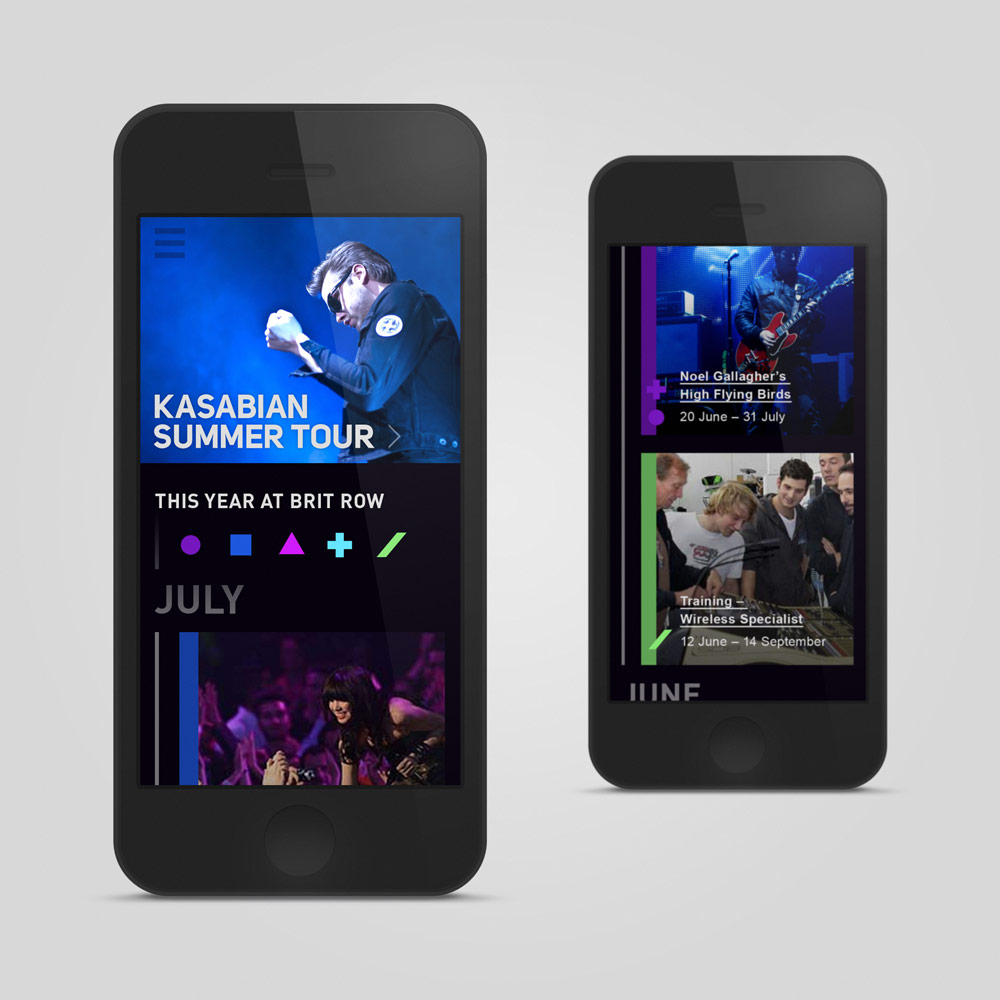 KASABIAN
SUMMER TOUR
THIS YEAR AT BRIT ROW
JULY
Noel Gallagher's
High Flying Birds
20 June – 31 July
Training –
Wireless Specialist
12 June – 14 September
JUNE